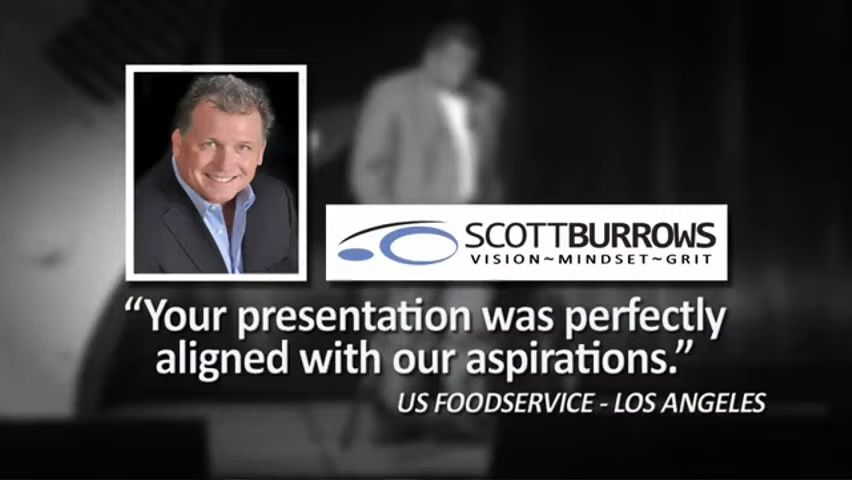 SCOTTBURROWS
VISION~MINDSET~GRIT
“Your presentation was perfectly
aligned with our aspirations.”
US FOODSERVICE - LOS ANGELES